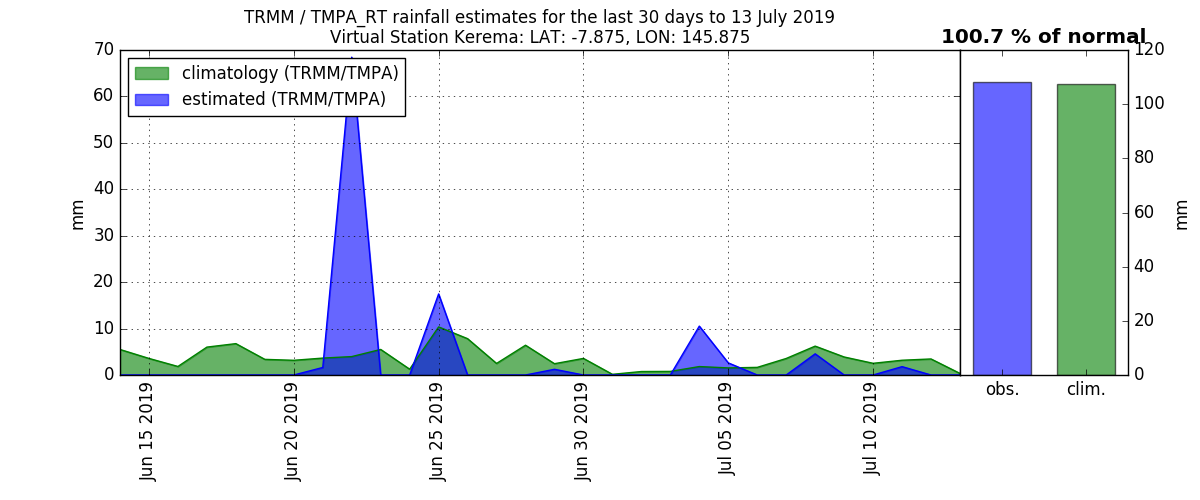 TRMM / TMPA_RT rainfall estimates for the last 30 days to 13 July 2019
Virtual Station Kerema: LAT: -7.875, LON: 145.875
100.7 % of normal
climatology (TRMM/TMPA)
estimated (TRMM/TMPA)
mm
70
60
50
40
30
20
10
0
Jun 15 2019
Jun 20 2019
Jun 25 2019
Jun 30 2019
Jul 05 2019
Jul 10 2019
obs.
clim.
120
100
80
60
40
20
0
mm